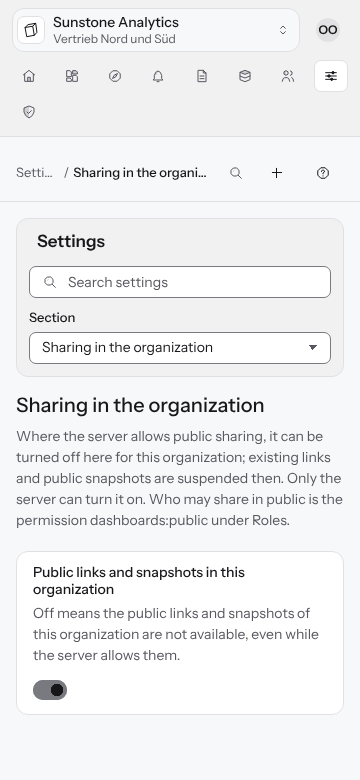 Sunstone Analytics
Vertrieb Nord und Süd
OO
Setti... / Sharing in the organi...
Settings
Search settings
Section
Sharing in the organization
Sharing in the organization
Where the server allows public sharing, it can be
turned off here for this organization; existing links
and public snapshots are suspended then. Only the
server can turn it on. Who may share in public is the
permission dashboards:public under Roles.
Public links and snapshots in this
organization
Off means the public links and snapshots of
this organization are not available, even while
the server allows them.